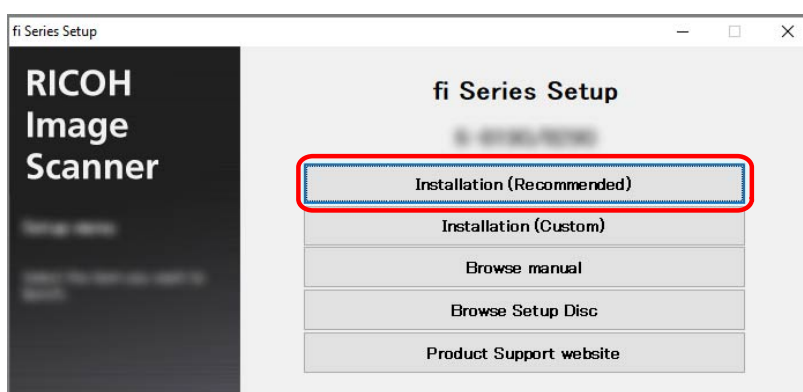 fi Series Setup
RICOH
Image
Scanner
fi Series Setup
Installation (Recommended)
Installation (Custom)
Browse manual
Browse Setup Disc
Product Support website